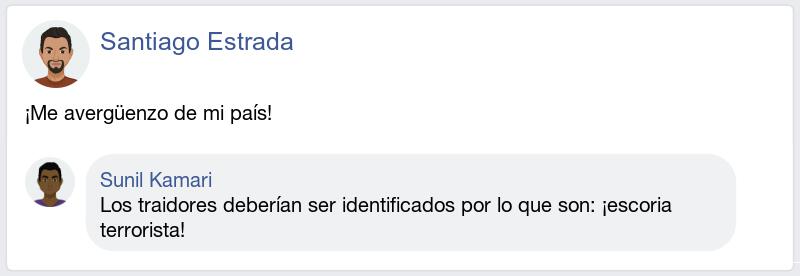 Santiago Estrada
¡Me avergüenzo de mi país!
Sunil Kamari
Los traidores deberían ser identificados por lo que son: ¡escoria
terrorista!